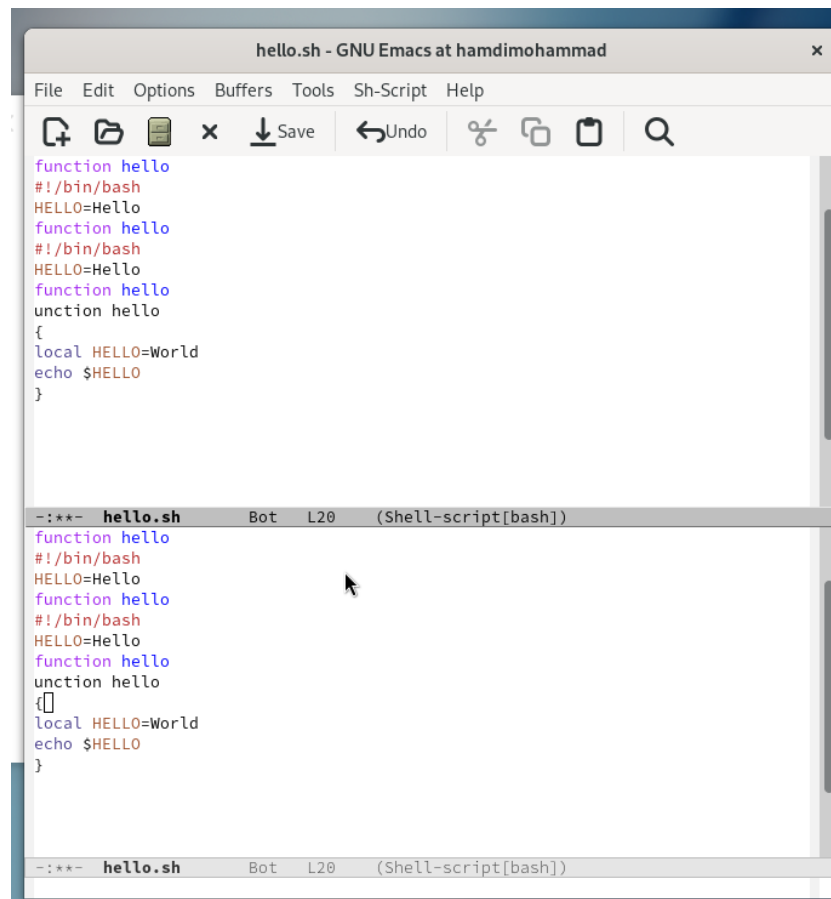 hello.sh - GNU Emacs at hamdimohammad
File Edit Options Buffers Tools Sh-Script Help
Save Undo
function hello
#!/bin/bash
HELLO=Hello
function hello
#!/bin/bash
HELLO=Hello
function hello
unction hello
{
local HELLO=World
echo $HELLO
}
-:**- hello.sh Bot L20 (Shell-script[bash])
function hello
#!/bin/bash
HELLO=Hello
function hello
#!/bin/bash
HELLO=Hello
function hello
unction hello
{
local HELLO=World
echo $HELLO
}
-:**- hello.sh Bot L20 (Shell-script[bash])